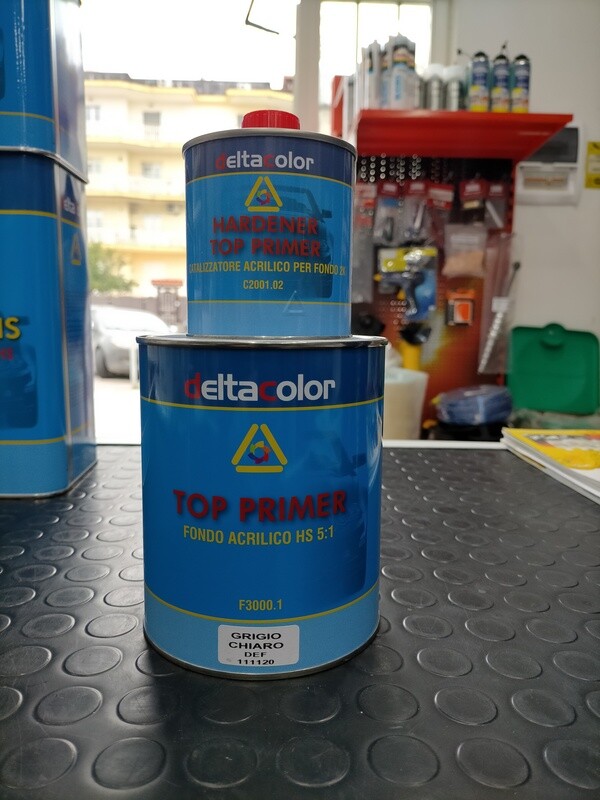 deltacolor
HARDENER
TOP PRIMER
CATALIZZATORE ACRILICO PER FONDO 2K
C2001.02
deltacolor
TOP PRIMER
FONDO ACRILICO HS 5:1
F3000.1
GRIGIO
CHIARO
DEF
111120